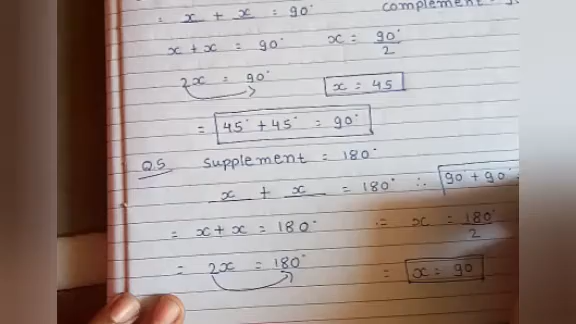 = x + x = 90° complement
x + x = 90° x = 90°/2
2x = 90° x = 45
= 45° + 45° = 90°
Q.5 Supplement = 180°
x + x = 180° ∴ 90° + 90°
= x + x = 180° = x = 180°/2
= 2x = 180° = x = 90